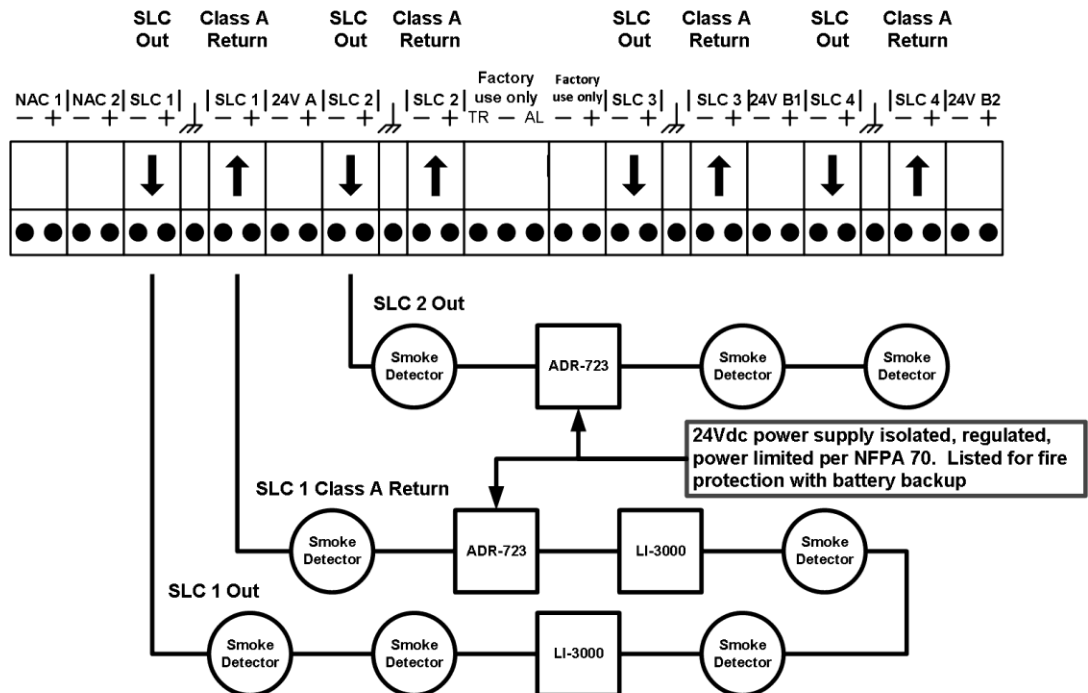 SLC Out Class A Return SLC Out Class A Return SLC Out Class A Return SLC Out Class A Return
Factory use only Factory use only
NAC 1 NAC 2 SLC 1 SLC 1 24V A SLC 2 SLC 2 SLC 3 SLC 3 24V B1 SLC 4 SLC 4 24V B2
− + − + − + − + − + − + − + TR − AL − + − + − + − + − + − + − +
SLC 2 Out
Smoke Detector ADR-723 Smoke Detector Smoke Detector
24Vdc power supply isolated, regulated,
power limited per NFPA 70. Listed for fire
protection with battery backup
SLC 1 Class A Return
Smoke Detector ADR-723 LI-3000 Smoke Detector
SLC 1 Out
Smoke Detector Smoke Detector LI-3000 Smoke Detector